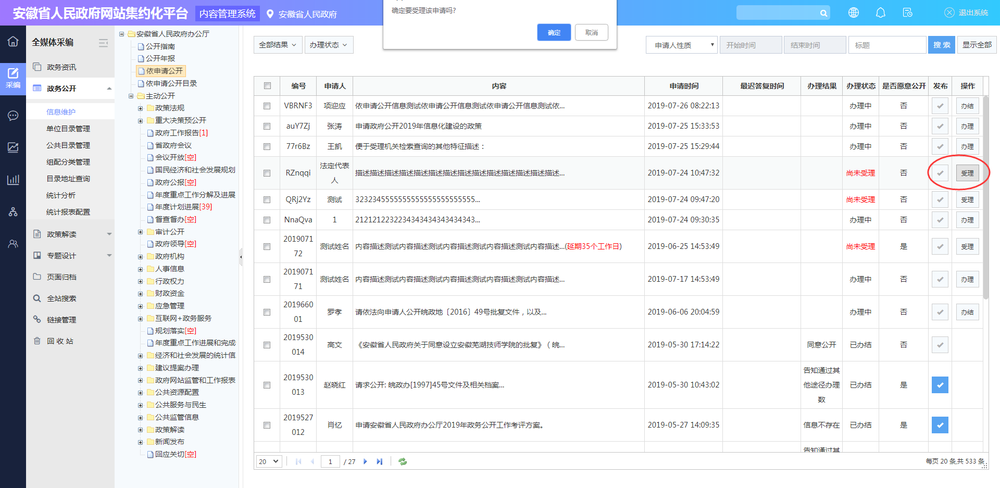 安徽省人民政府网站集约化平台 内容管理系统 安徽省人民政府
确定要受理该申请吗?
确定 取消
退出系统
采编
全媒体采编
政务资讯
政务公开
信息维护
单位目录管理
公共目录管理
组配分类管理
目录地址查询
统计分析
统计报表配置
政策解读
专题设计
页面归档
全站搜索
链接管理
回 收 站
安徽省人民政府办公厅
公开指南
公开年报
依申请公开
依申请公开目录
主动公开
政策法规
重大决策预公开
政府工作报告[1]
省政府会议
会议开放[空]
国民经济和社会发展规划
政府公报[空]
年度重点工作分解及进展
年度计划进展[39]
督查督办[空]
审计公开
政府领导[空]
政府机构
人事信息
行政权力
财政资金
应急管理
互联网+政务服务
规划落实[空]
年度重点工作进展和完成
经济和社会发展的统计信
建议提案办理
政府网站监管和工作报表
公共资源配置
公共服务与民生
公共监管信息
政策解读
新闻发布
回应关切[空]
全部结果 办理状态 申请人性质 开始时间 结束时间 标题 搜 索 显示全部
编号 申请人 内容 申请时间 最迟答复时间 办理结果 办理状态 是否愿意公开 发布 操作
VBRNF3 项迎应 依申请公开信息测试依申请公开信息测试依申请公开信息测试依... 2019-07-26 08:22:13 办理中 否 办结
auY7Zj 张涛 申请政府公开2019年信息化建设的政策 2019-07-25 15:33:53 办理中 否 办理
77r6Bz 王凯 便于受理机关检索查询的其他特征描述： 2019-07-25 15:29:44 办理中 否 办理
RZnqqi 法定代表人 描述描述描述描述描述描述描述描述描述描述描述描述描述描述... 2019-07-24 10:47:32 尚未受理 否 受理
QRj2Yz 测试 3232345555555555555555555555... 2019-07-24 09:47:20 尚未受理 否 受理
NnaQva 1 2121212232234343434343434343... 2019-07-24 09:30:35 办理中 否 办理
201907172 测试姓名 内容描述测试内容描述测试内容描述测试内容描述测试内容描述...(延期35个工作日) 2019-06-25 14:53:49 尚未受理 是 受理
201907171 测试姓名 内容描述测试内容描述测试内容描述测试内容描述测试内容描述... 2019-07-17 14:53:49 办理中 否 办理
201966001 罗孝 请依法向申请人公开皖政地〔2016〕49号批复文件，以及... 2019-06-06 20:04:59 办理中 否 办结
2019530014 高文 《安徽省人民政府关于同意设立安徽芜湖技师学院的批复》（ 皖... 2019-05-30 17:14:22 同意公开 已办结 否
2019530013 赵晓红 请求公开: 皖政办[1997]45号文件及相关档案... 2019-05-30 10:43:02 告知通过其他途径办理数 已办结 是
2019527012 肖忆 申请安徽省人民政府办公厅2019年政务公开工作考评方案。 2019-05-27 14:09:35 信息不存在 已办结 是
告知通过其
20 1 / 27 每页 20 条,共 533 条